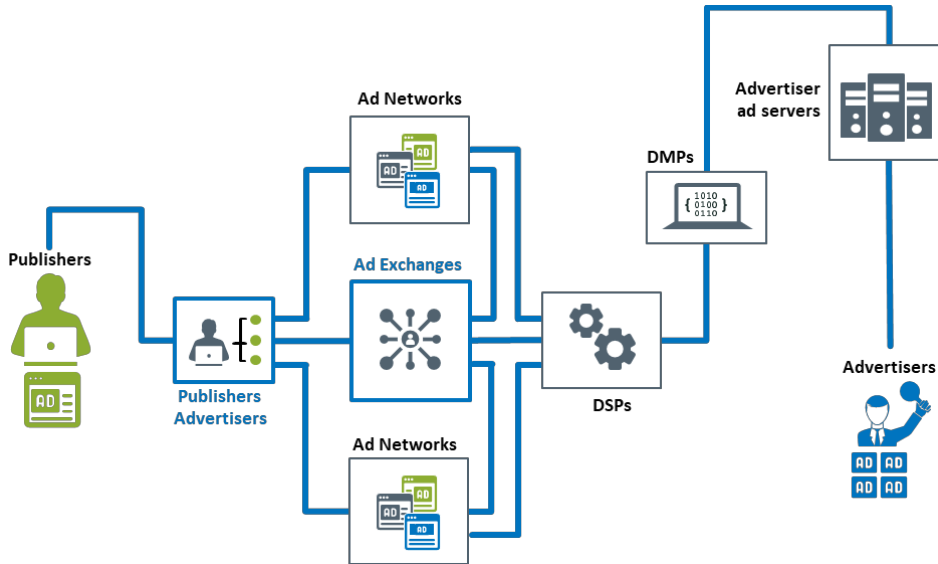 Ad Networks
AD
AD
AD
Advertiser
ad servers
DMPs
1010
{ 0100 }
0110
Publishers
AD
Ad Exchanges
Publishers
Advertisers
DSPs
Advertisers
AD AD
AD AD
Ad Networks
AD
AD
AD